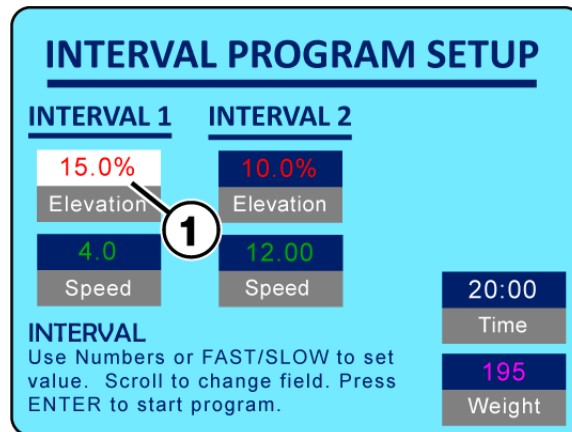 INTERVAL PROGRAM SETUP
INTERVAL 1 INTERVAL 2
15.0% 10.0%
Elevation Elevation
1
4.0 12.00
Speed Speed
20:00
Time
195
Weight
INTERVAL
Use Numbers or FAST/SLOW to set
value. Scroll to change field. Press
ENTER to start program.